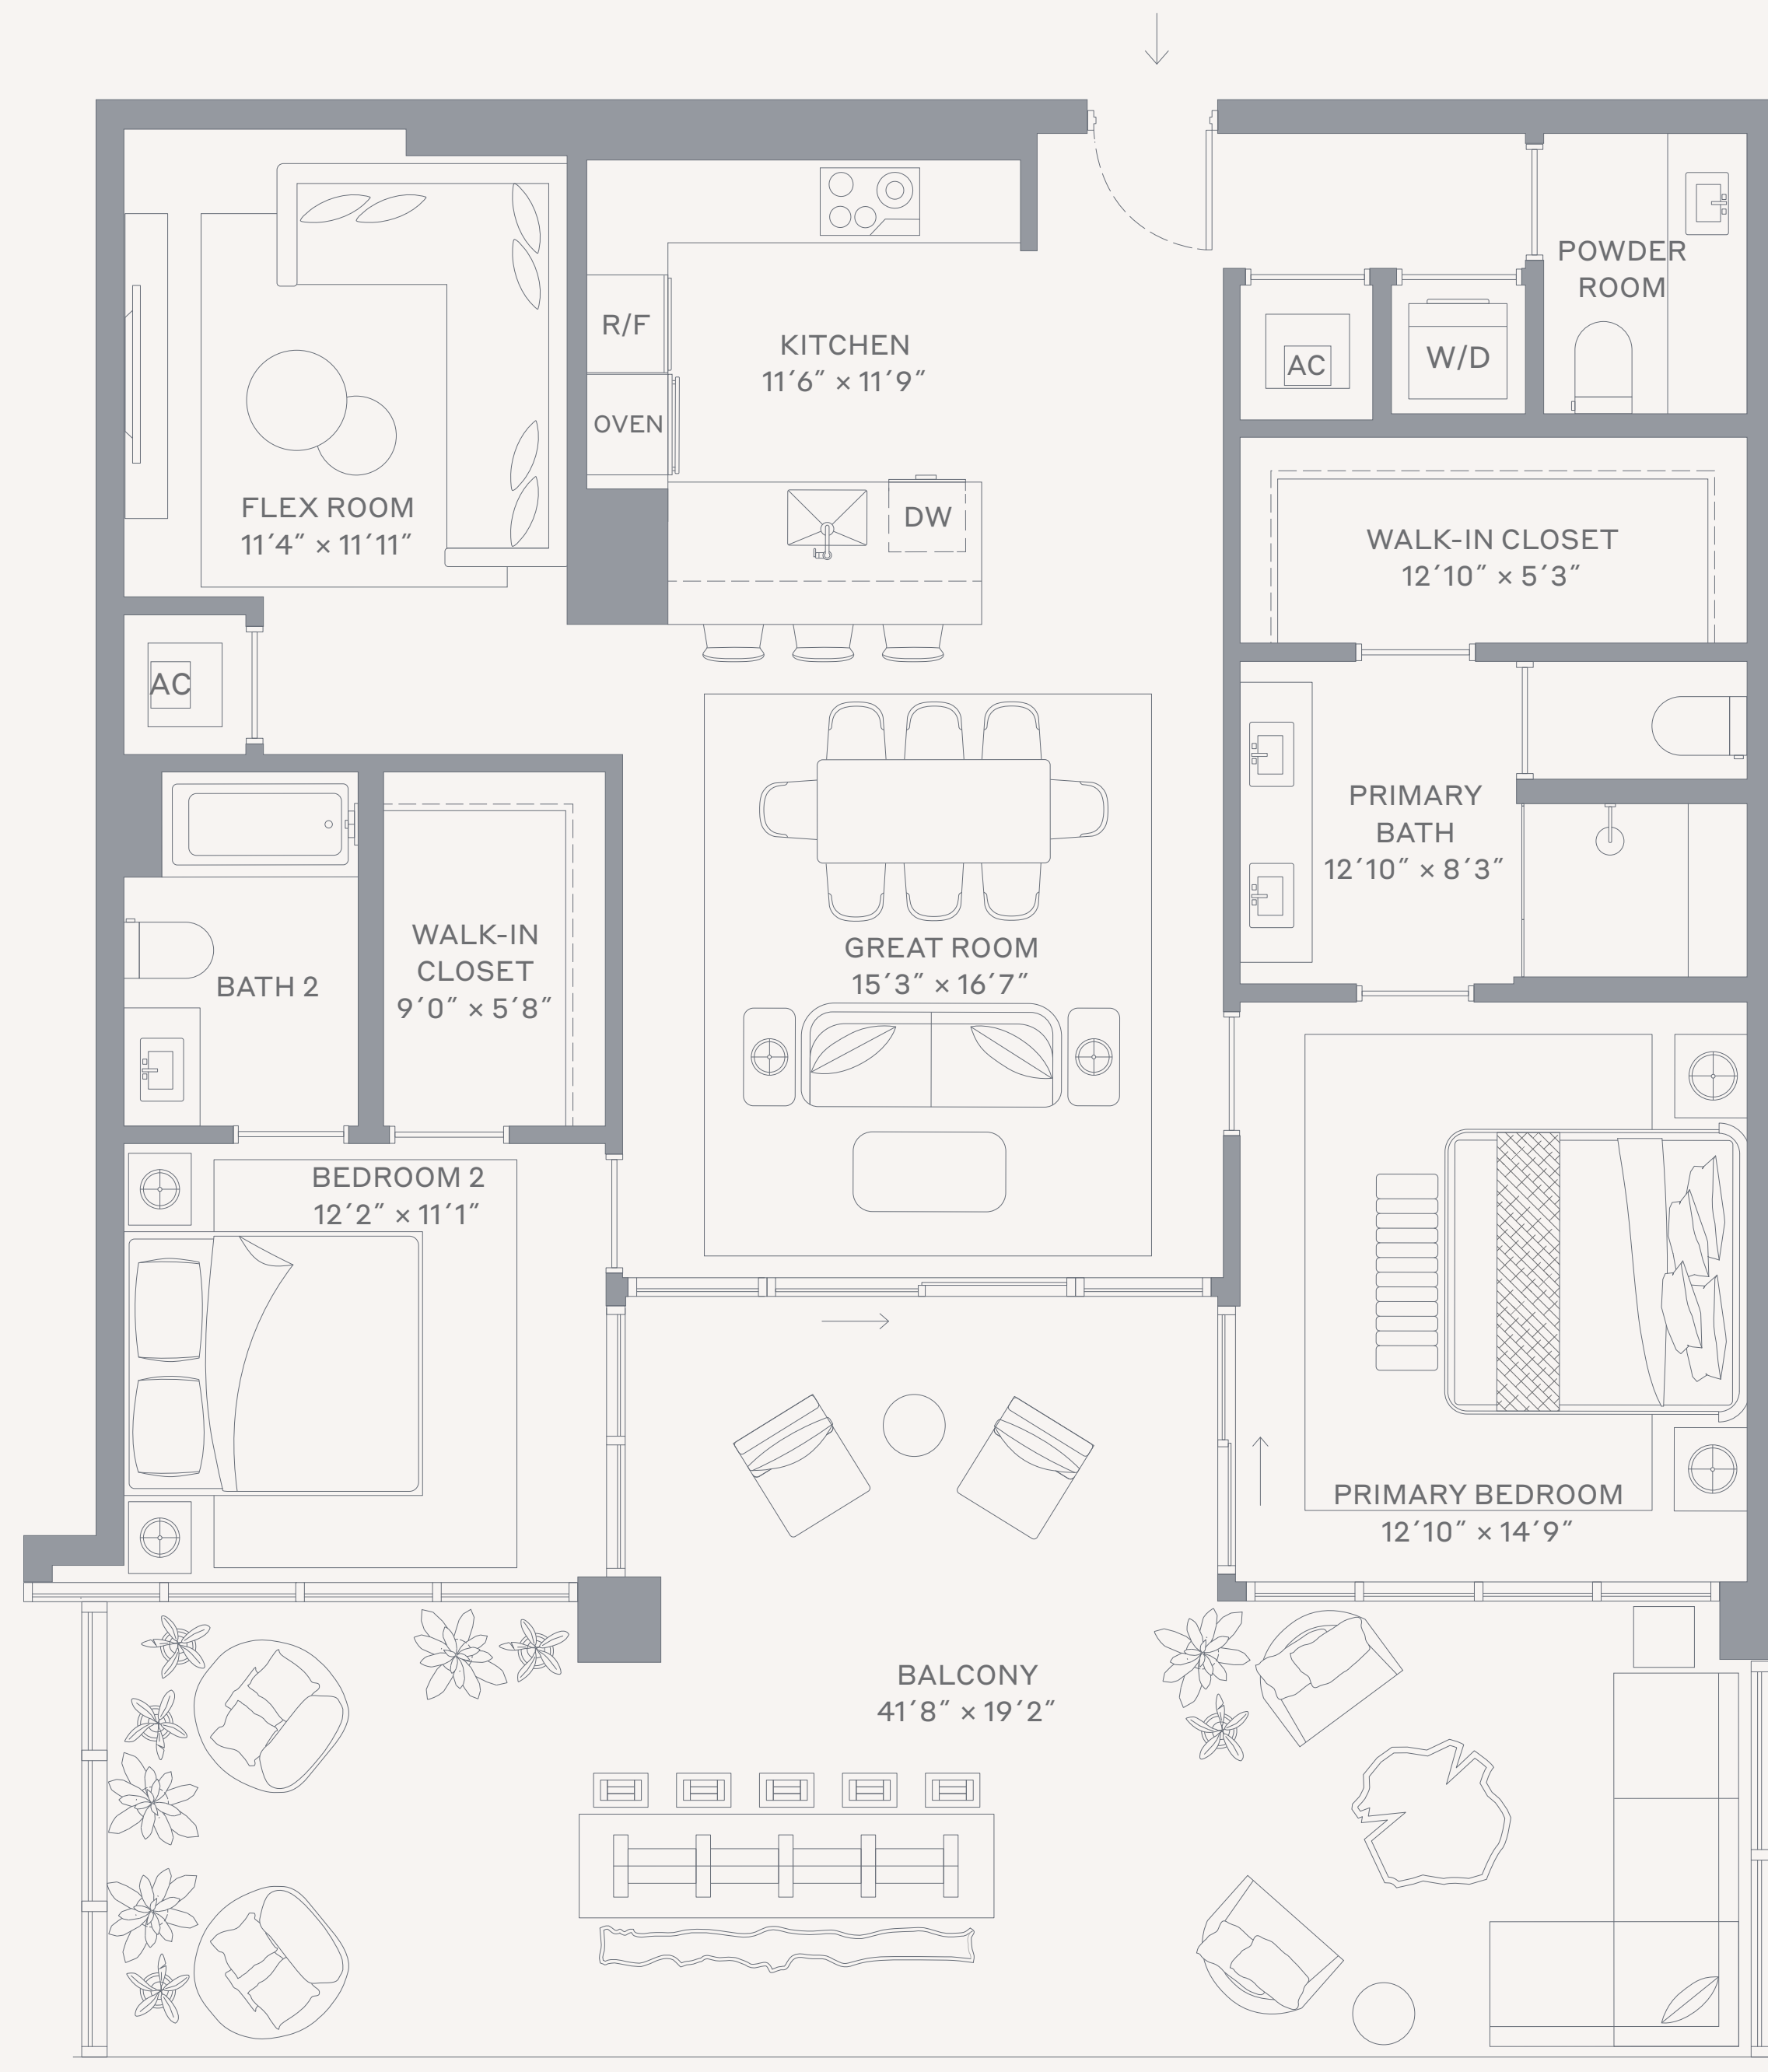 POWDER
ROOM
R/F
KITCHEN
11′6″ × 11′9″
AC
W/D
OVEN
FLEX ROOM
11′4″ × 11′11″
DW
WALK-IN CLOSET
12′10″ × 5′3″
AC
PRIMARY
BATH
12′10″ × 8′3″
WALK-IN
CLOSET
9′0″ × 5′8″
GREAT ROOM
15′3″ × 16′7″
BATH 2
BEDROOM 2
12′2″ × 11′1″
PRIMARY BEDROOM
12′10″ × 14′9″
BALCONY
41′8″ × 19′2″